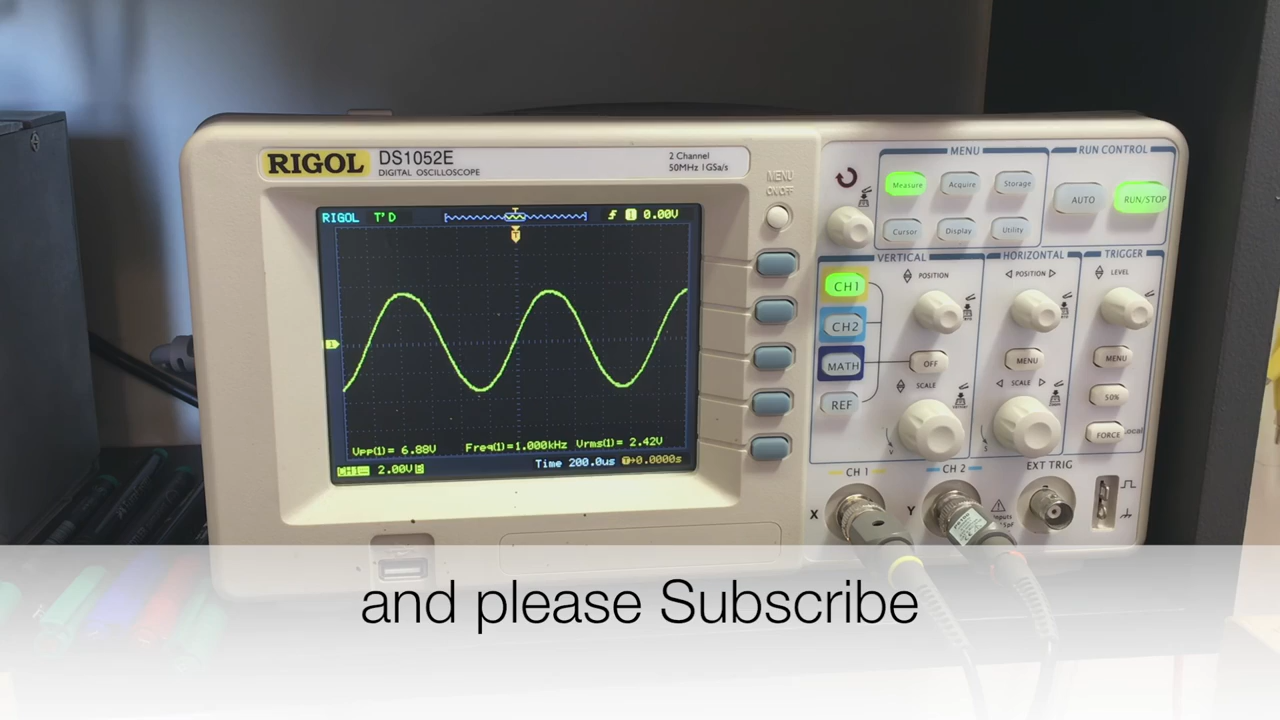 RIGOL DS1052E
DIGITAL OSCILLOSCOPE
2 Channel
50MHz 1GSa/s
MENU
ON/OFF
RIGOL T'D 1 0.00V
T
1
Vpp(1)= 6.88V Freq(1)=1.000kHz Vrms(1)= 2.42V
CH1 2.00V Time 200.0us T→0.0000s
MENU
Measure Acquire Storage
Cursor Display Utility
RUN CONTROL
AUTO RUN/STOP
VERTICAL
POSITION
CH1
CH2
MATH
REF
OFF
SCALE
HORIZONTAL
POSITION
MENU
SCALE
TRIGGER
LEVEL
MENU
50%
FORCE
CH 1 CH 2 EXT TRIG
X Y
and please Subscribe